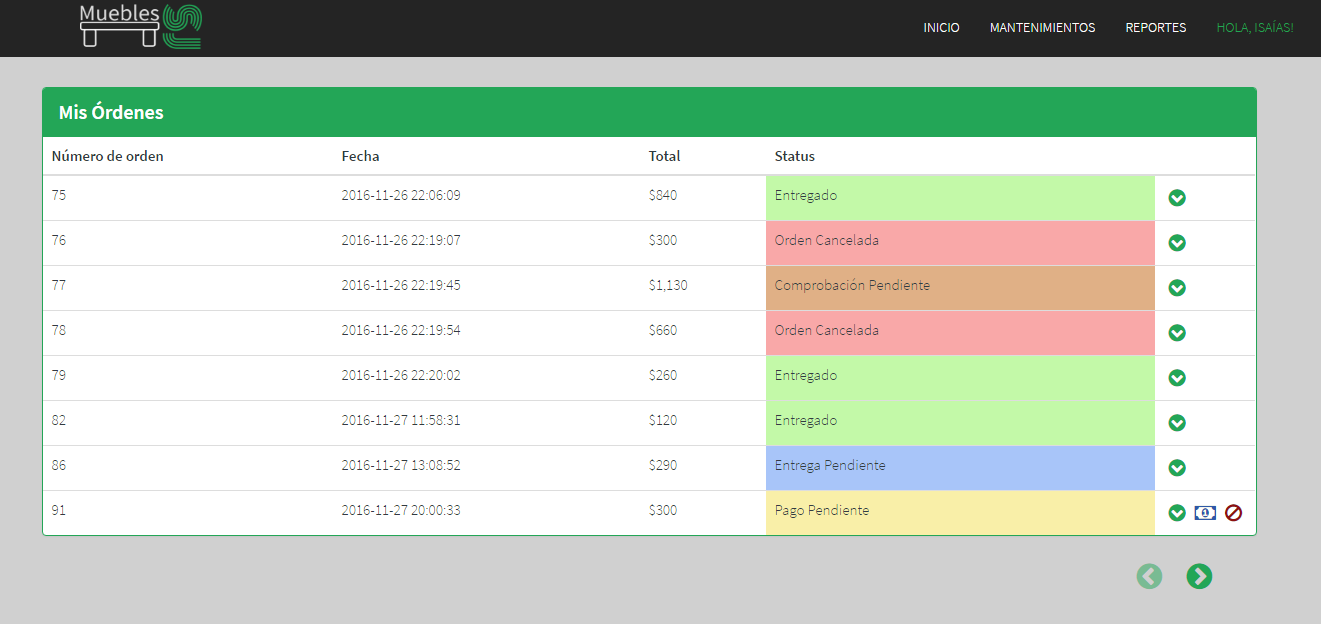 Muebles
INICIO MANTENIMIENTOS REPORTES HOLA, ISAÍAS!
Mis Órdenes
Número de orden Fecha Total Status
75 2016-11-26 22:06:09 $840 Entregado
76 2016-11-26 22:19:07 $300 Orden Cancelada
77 2016-11-26 22:19:45 $1,130 Comprobación Pendiente
78 2016-11-26 22:19:54 $660 Orden Cancelada
79 2016-11-26 22:20:02 $260 Entregado
82 2016-11-27 11:58:31 $120 Entregado
86 2016-11-27 13:08:52 $290 Entrega Pendiente
91 2016-11-27 20:00:33 $300 Pago Pendiente